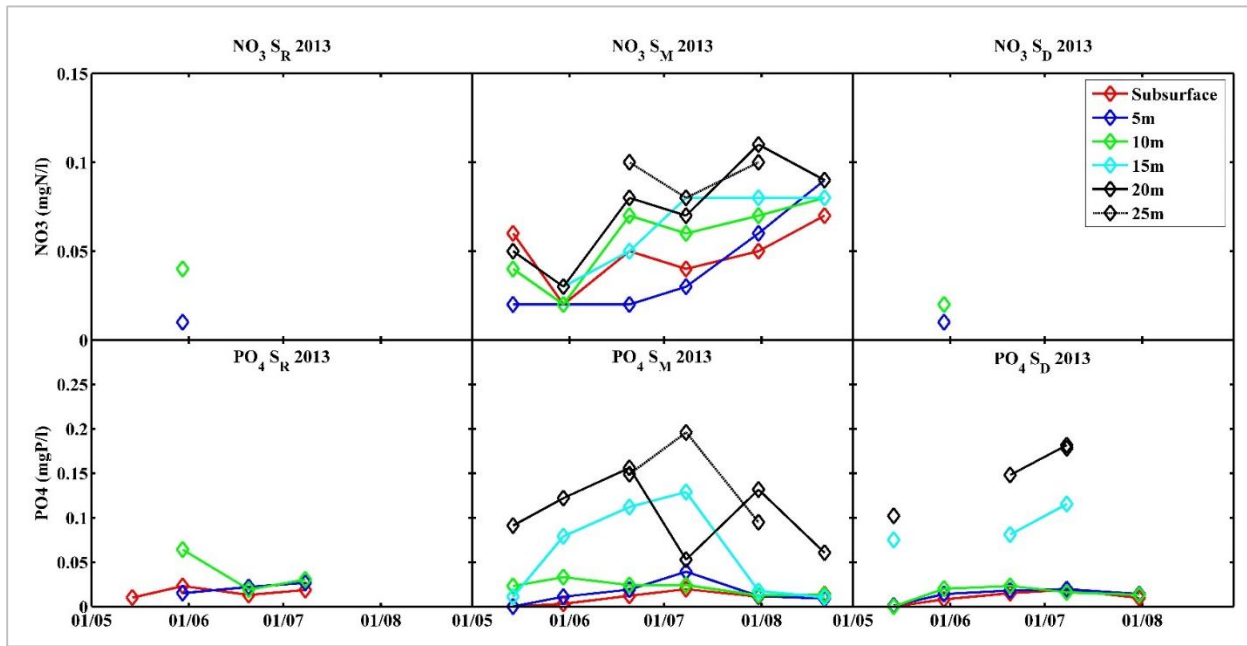 NO3 SR 2013
NO3 SM 2013
NO3 SD 2013
NO3 (mgN/l)
0.15
0.1
0.05
0
Subsurface
5m
10m
15m
20m
25m
PO4 SR 2013
PO4 SM 2013
PO4 SD 2013
PO4 (mgP/l)
0.25
0.2
0.15
0.1
0.05
0
01/05 01/06 01/07 01/08 01/05 01/06 01/07 01/08 01/05 01/06 01/07 01/08